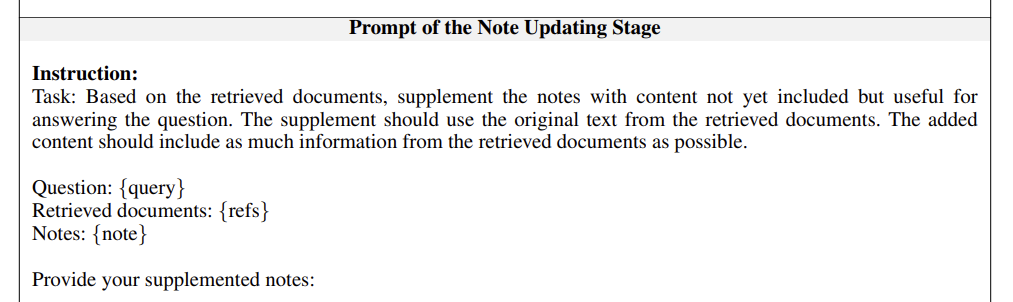 Prompt of the Note Updating Stage
Instruction:
Task: Based on the retrieved documents, supplement the notes with content not yet included but useful for
answering the question. The supplement should use the original text from the retrieved documents. The added
content should include as much information from the retrieved documents as possible.
Question: {query}
Retrieved documents: {refs}
Notes: {note}
Provide your supplemented notes: